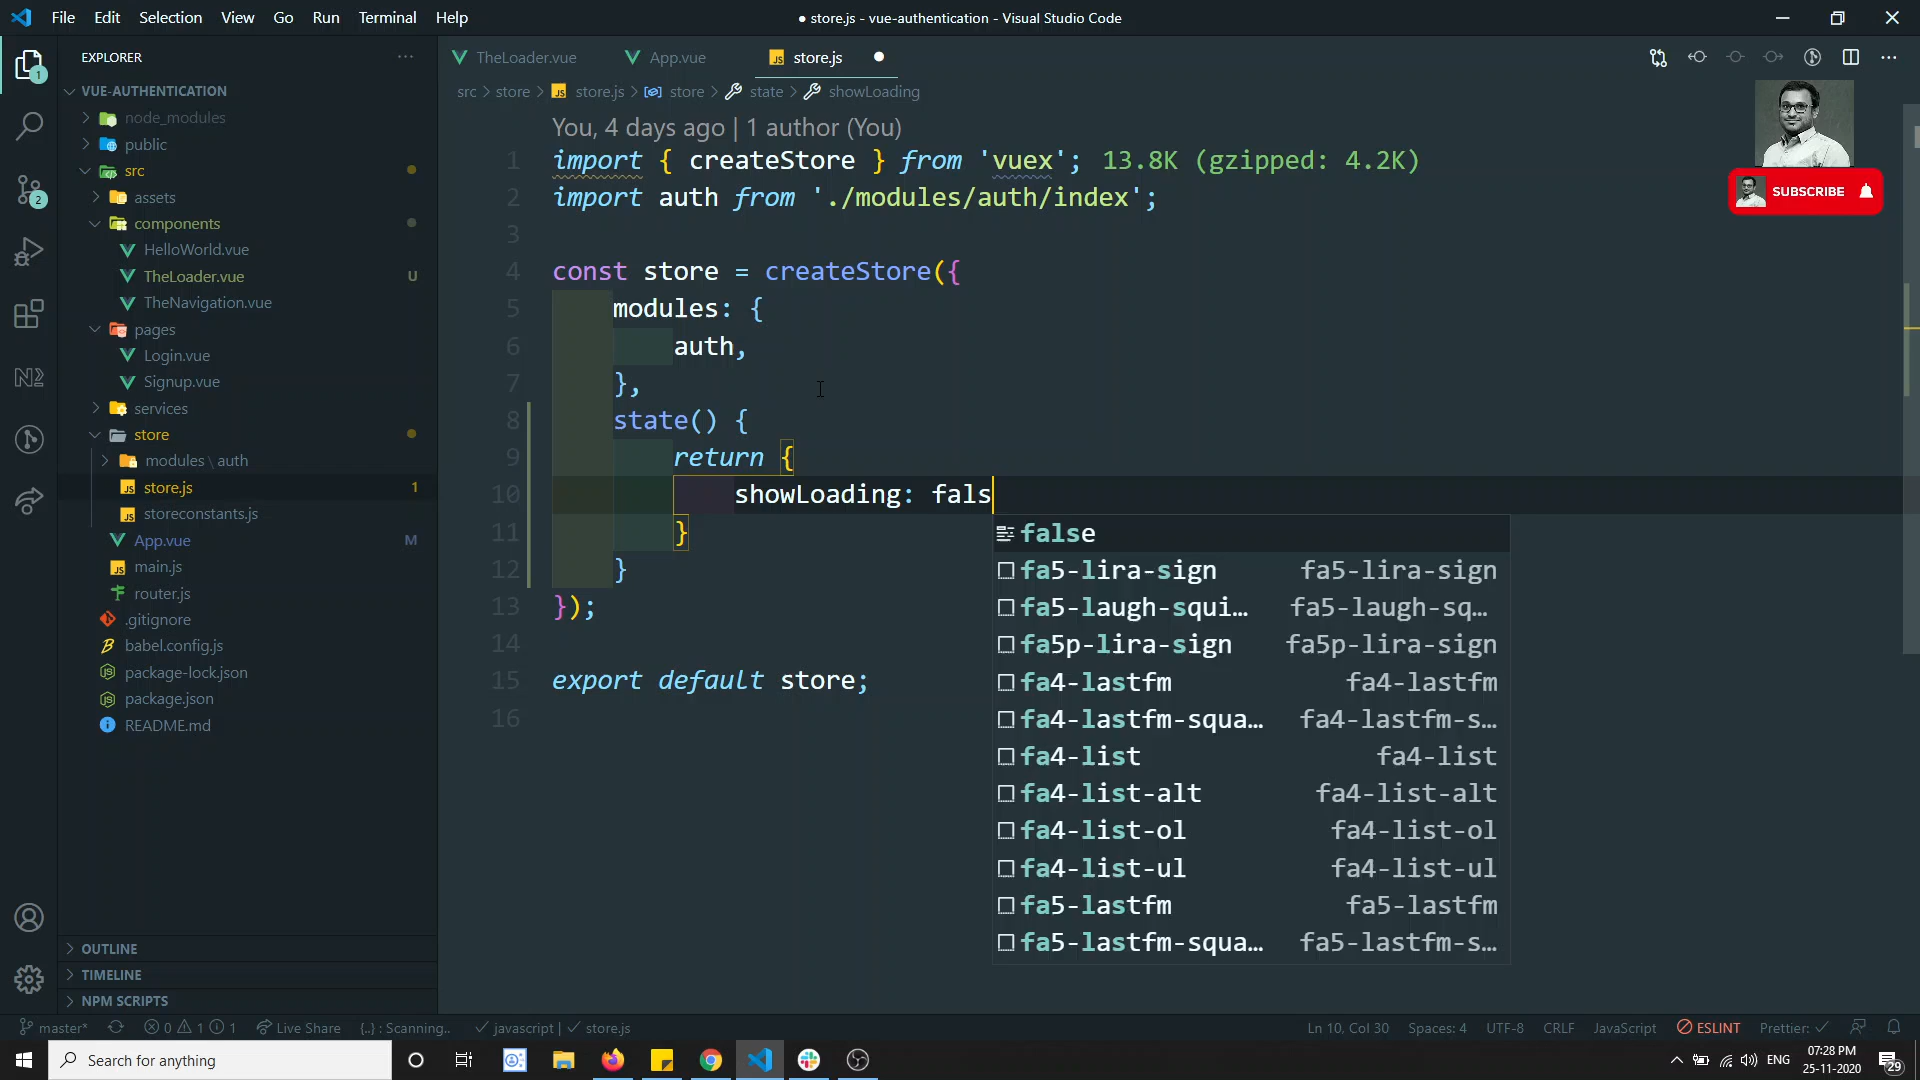 File Edit Selection View Go Run Terminal Help
● store.js - vue-authentication - Visual Studio Code
EXPLORER
VUE-AUTHENTICATION
node_modules
public
src
assets
components
HelloWorld.vue
TheLoader.vue U
TheNavigation.vue
pages
Login.vue
Signup.vue
services
store
modules \ auth
store.js 1
storeconstants.js
App.vue M
main.js
router.js
.gitignore
babel.config.js
package-lock.json
package.json
README.md
OUTLINE
TIMELINE
NPM SCRIPTS
TheLoader.vue App.vue JS store.js
src > store > JS store.js > store > state > showLoading
SUBSCRIBE
You, 4 days ago | 1 author (You)
1 import { createStore } from 'vuex'; 13.8K (gzipped: 4.2K)
2 import auth from './modules/auth/index';
3
4 const store = createStore({
5 modules: {
6 auth,
7 },
8 state() {
9 return {
10 showLoading: fals
11 }
12 }
13 });
14
15 export default store;
16
false
fa5-lira-sign fa5-lira-sign
fa5-laugh-squi… fa5-laugh-sq…
fa5p-lira-sign fa5p-lira-sign
fa4-lastfm fa4-lastfm
fa4-lastfm-squa… fa4-lastfm-s…
fa4-list fa4-list
fa4-list-alt fa4-list-alt
fa4-list-ol fa4-list-ol
fa4-list-ul fa4-list-ul
fa5-lastfm fa5-lastfm
fa5-lastfm-squa… fa5-lastfm-s…
master* 0 1 1 Live Share {..} : Scanning.. javascript | store.js
Ln 10, Col 30 Spaces: 4 UTF-8 CRLF JavaScript ESLINT Prettier:
Search for anything
ENG
07:28 PM
25-11-2020
29